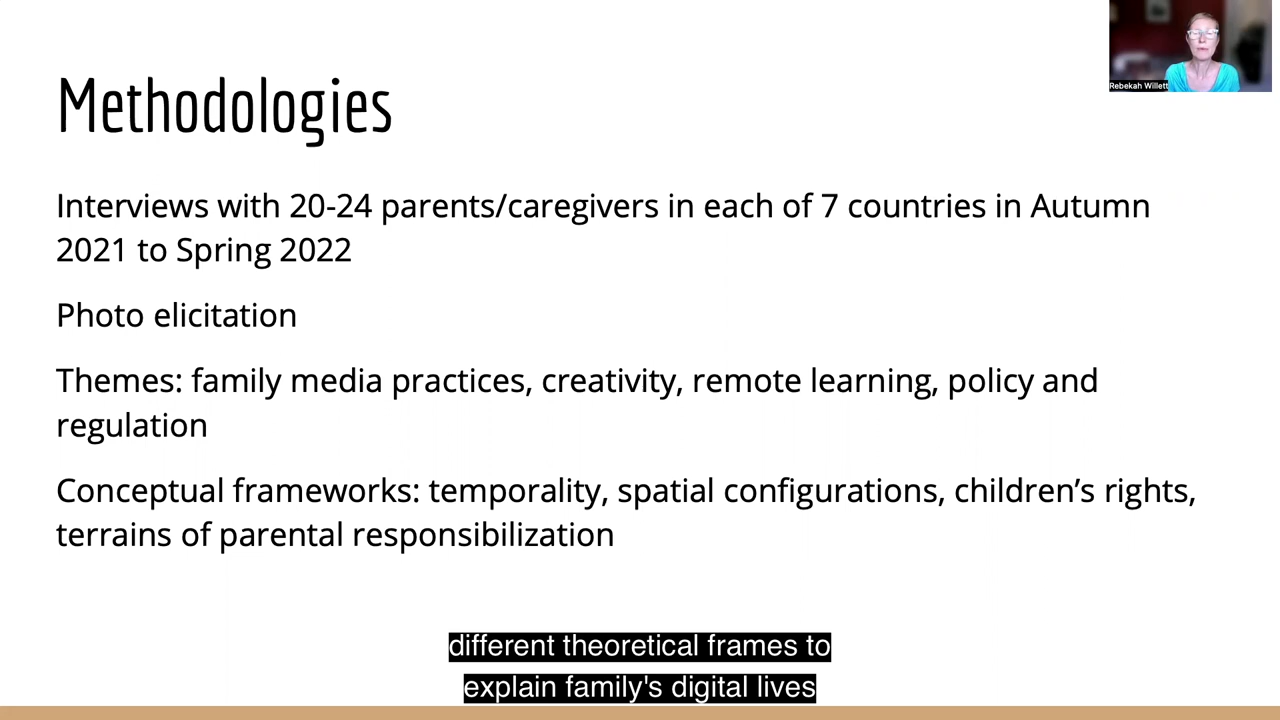 Rebekah Willett
Methodologies
Interviews with 20-24 parents/caregivers in each of 7 countries in Autumn
2021 to Spring 2022
Photo elicitation
Themes: family media practices, creativity, remote learning, policy and
regulation
Conceptual frameworks: temporality, spatial configurations, children’s rights,
terrains of parental responsibilization
different theoretical frames to
explain family's digital lives